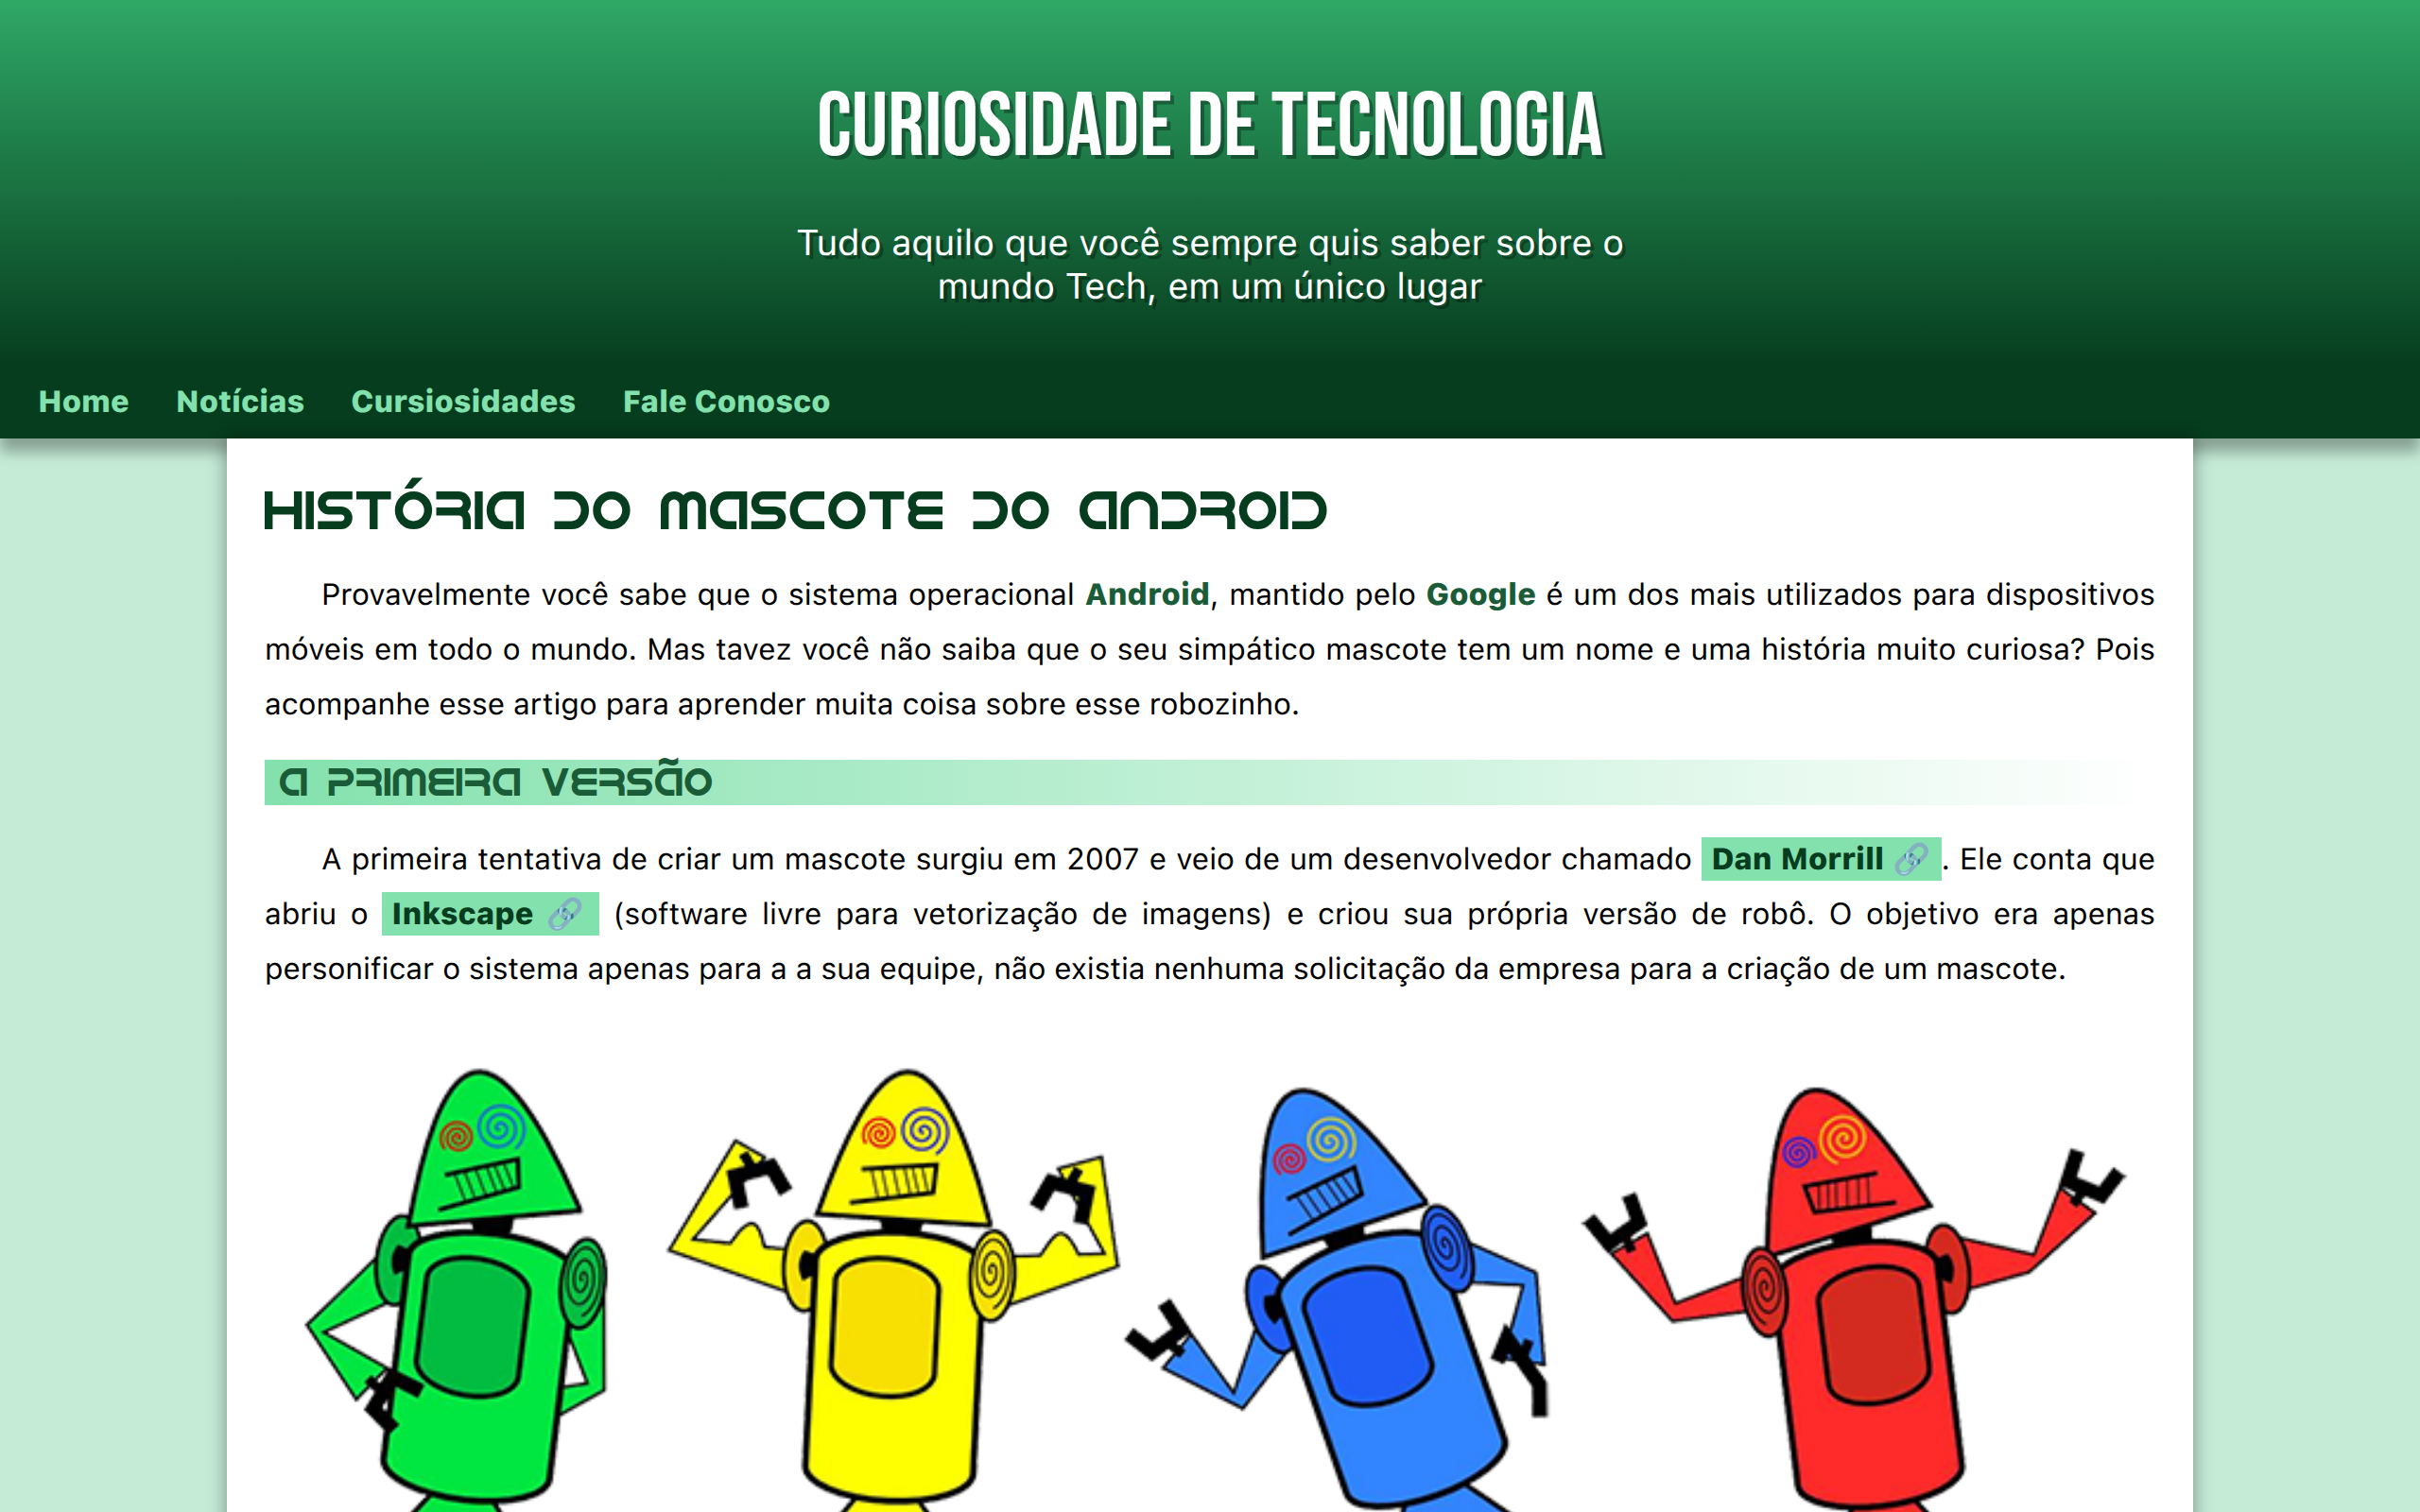 CURIOSIDADE DE TECNOLOGIA
Tudo aquilo que você sempre quis saber sobre o
mundo Tech, em um único lugar
Home Notícias Cursiosidades Fale Conosco
HISTÓRIA DO MASCOTE DO ANDROID
Provavelmente você sabe que o sistema operacional Android, mantido pelo Google é um dos mais utilizados para dispositivos
móveis em todo o mundo. Mas tavez você não saiba que o seu simpático mascote tem um nome e uma história muito curiosa? Pois
acompanhe esse artigo para aprender muita coisa sobre esse robozinho.
A PRIMEIRA VERSÃO
A primeira tentativa de criar um mascote surgiu em 2007 e veio de um desenvolvedor chamado Dan Morrill 🔗. Ele conta que
abriu o Inkscape 🔗 (software livre para vetorização de imagens) e criou sua própria versão de robô. O objetivo era apenas
personificar o sistema apenas para a a sua equipe, não existia nenhuma solicitação da empresa para a criação de um mascote.